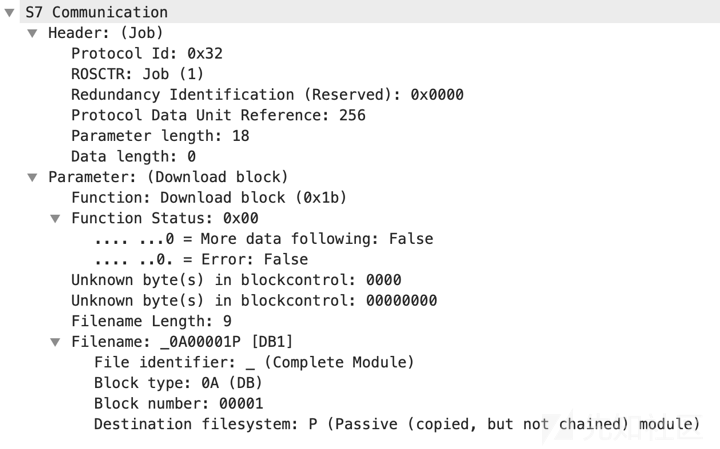 S7 Communication
Header: (Job)
Protocol Id: 0x32
ROSCTR: Job (1)
Redundancy Identification (Reserved): 0x0000
Protocol Data Unit Reference: 256
Parameter length: 18
Data length: 0
Parameter: (Download block)
Function: Download block (0x1b)
Function Status: 0x00
.... ...0 = More data following: False
.... ..0. = Error: False
Unknown byte(s) in blockcontrol: 0000
Unknown byte(s) in blockcontrol: 00000000
Filename Length: 9
Filename: _0A00001P [DB1]
File identifier: _ (Complete Module)
Block type: 0A (DB)
Block number: 00001
Destination filesystem: P (Passive (copied, but not chained) module)